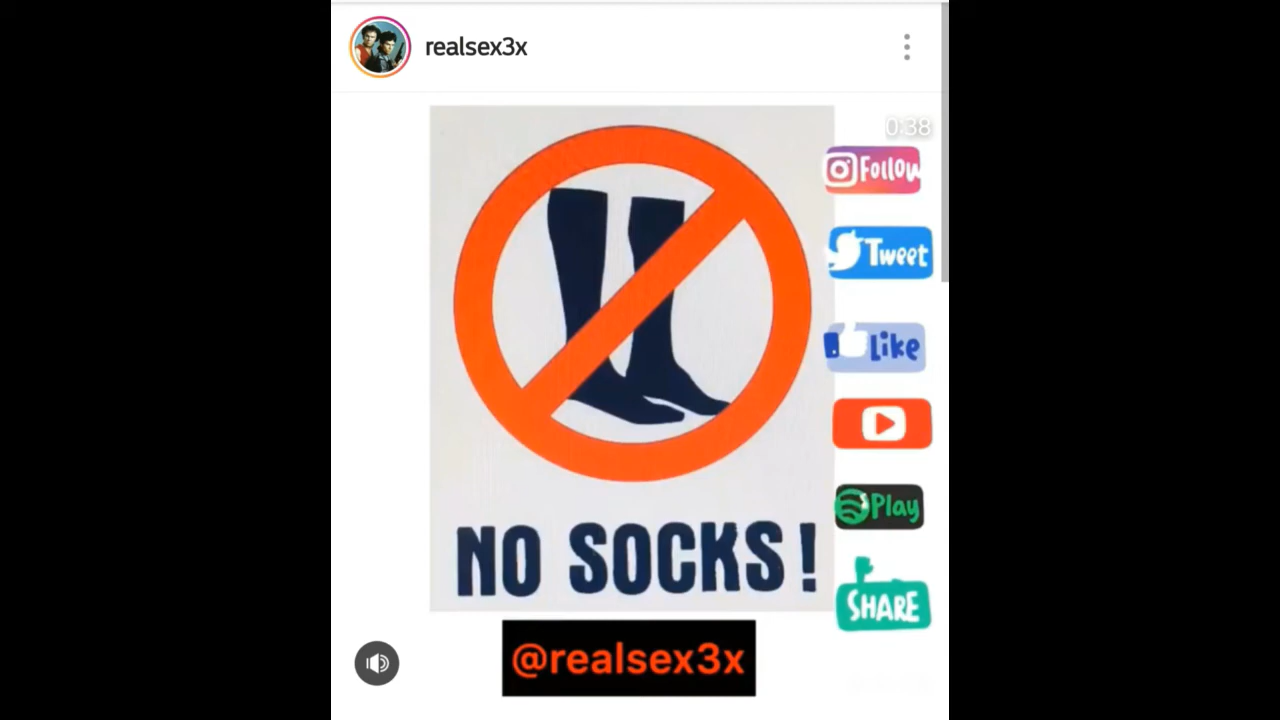 realsex3x
0:38
Follow
Tweet
Like
Play
SHARE
NO SOCKS!
@realsex3x